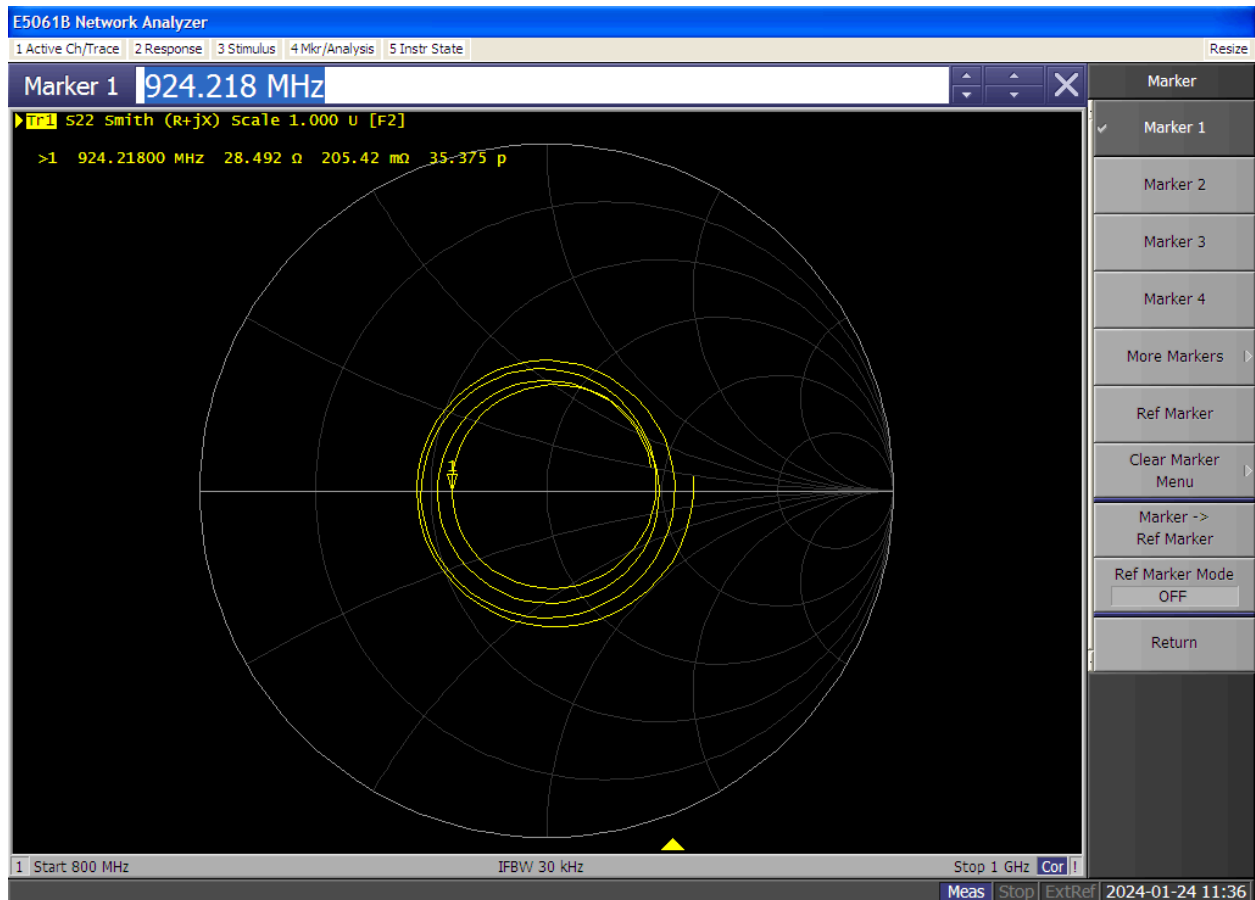 E5061B Network Analyzer
1 Active Ch/Trace 2 Response 3 Stimulus 4 Mkr/Analysis 5 Instr State Resize
Marker 1 924.218 MHz
Tr1 S22 Smith (R+jX) Scale 1.000 U [F2]
>1 924.21800 MHz 28.492 Ω 205.42 mΩ 35.375 p
1
1 Start 800 MHz IFBW 30 kHz Stop 1 GHz Cor !
Meas Stop ExtRef 2024-01-24 11:36
Marker
Marker 1
Marker 2
Marker 3
Marker 4
More Markers
Ref Marker
Clear Marker
Menu
Marker ->
Ref Marker
Ref Marker Mode
OFF
Return